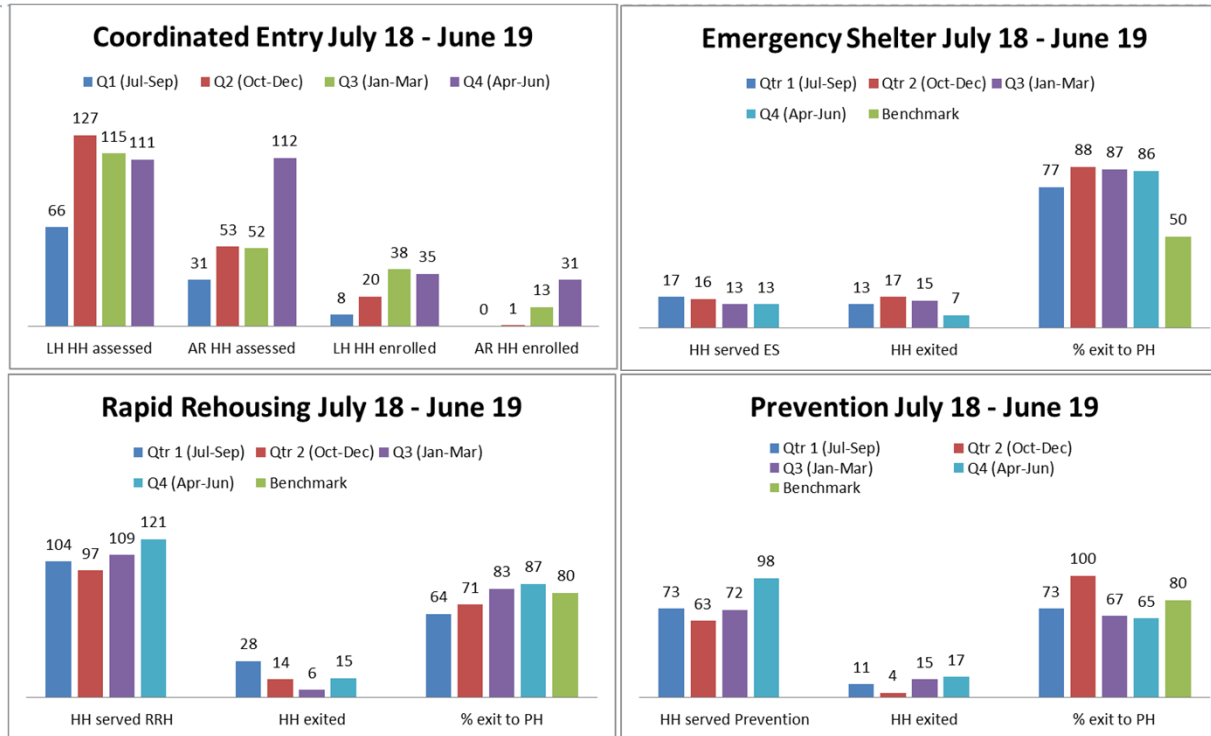 Coordinated Entry July 18 - June 19
Q1 (Jul-Sep) Q2 (Oct-Dec) Q3 (Jan-Mar) Q4 (Apr-Jun)
66 127 115 111
31 53 52 112
8 20 38 35
0 1 13 31
LH HH assessed AR HH assessed LH HH enrolled AR HH enrolled
Emergency Shelter July 18 - June 19
Qtr 1 (Jul-Sep) Qtr 2 (Oct-Dec) Q3 (Jan-Mar)
Q4 (Apr-Jun) Benchmark
17 16 13 13
13 17 15 7
77 88 87 86 50
HH served ES HH exited % exit to PH
Rapid Rehousing July 18 - June 19
Qtr 1 (Jul-Sep) Qtr 2 (Oct-Dec) Q3 (Jan-Mar)
Q4 (Apr-Jun) Benchmark
104 97 109 121
28 14 6 15
64 71 83 87 80
HH served RRH HH exited % exit to PH
Prevention July 18 - June 19
Qtr 1 (Jul-Sep) Qtr 2 (Oct-Dec)
Q3 (Jan-Mar) Q4 (Apr-Jun)
Benchmark
73 63 72 98
11 4 15 17
73 100 67 65 80
HH served Prevention HH exited % exit to PH